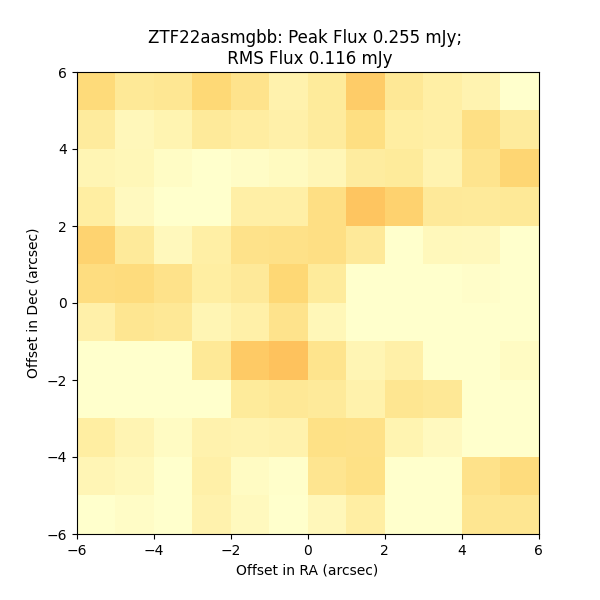 ZTF22aasmgbb: Peak Flux 0.255 mJy;
RMS Flux 0.116 mJy
6
4
2
0
−2
−4
−6
Offset in Dec (arcsec)
−6 −4 −2 0 2 4 6
Offset in RA (arcsec)